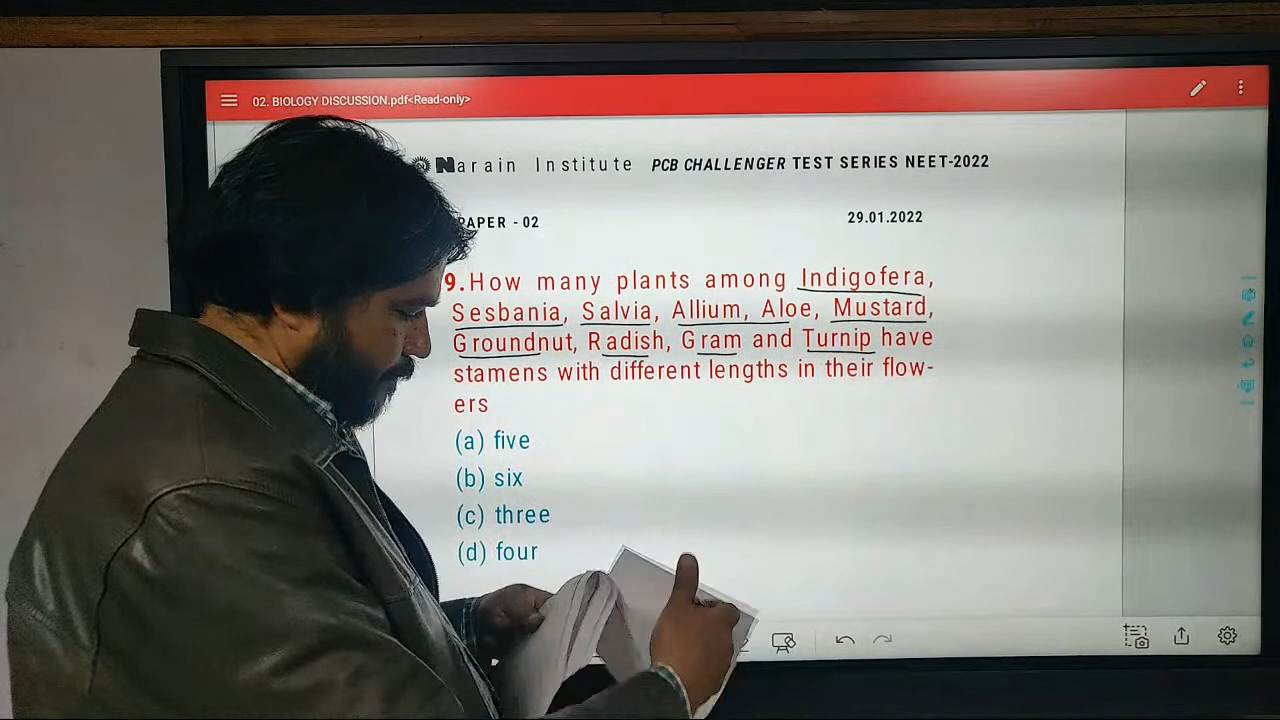 02. BIOLOGY DISCUSSION.pdf<Read-only>
Narain Institute PCB CHALLENGER TEST SERIES NEET-2022
PAPER - 02 29.01.2022
9.How many plants among Indigofera,
Sesbania, Salvia, Allium, Aloe, Mustard,
Groundnut, Radish, Gram and Turnip have
stamens with different lengths in their flow-
ers
(a) five
(b) six
(c) three
(d) four